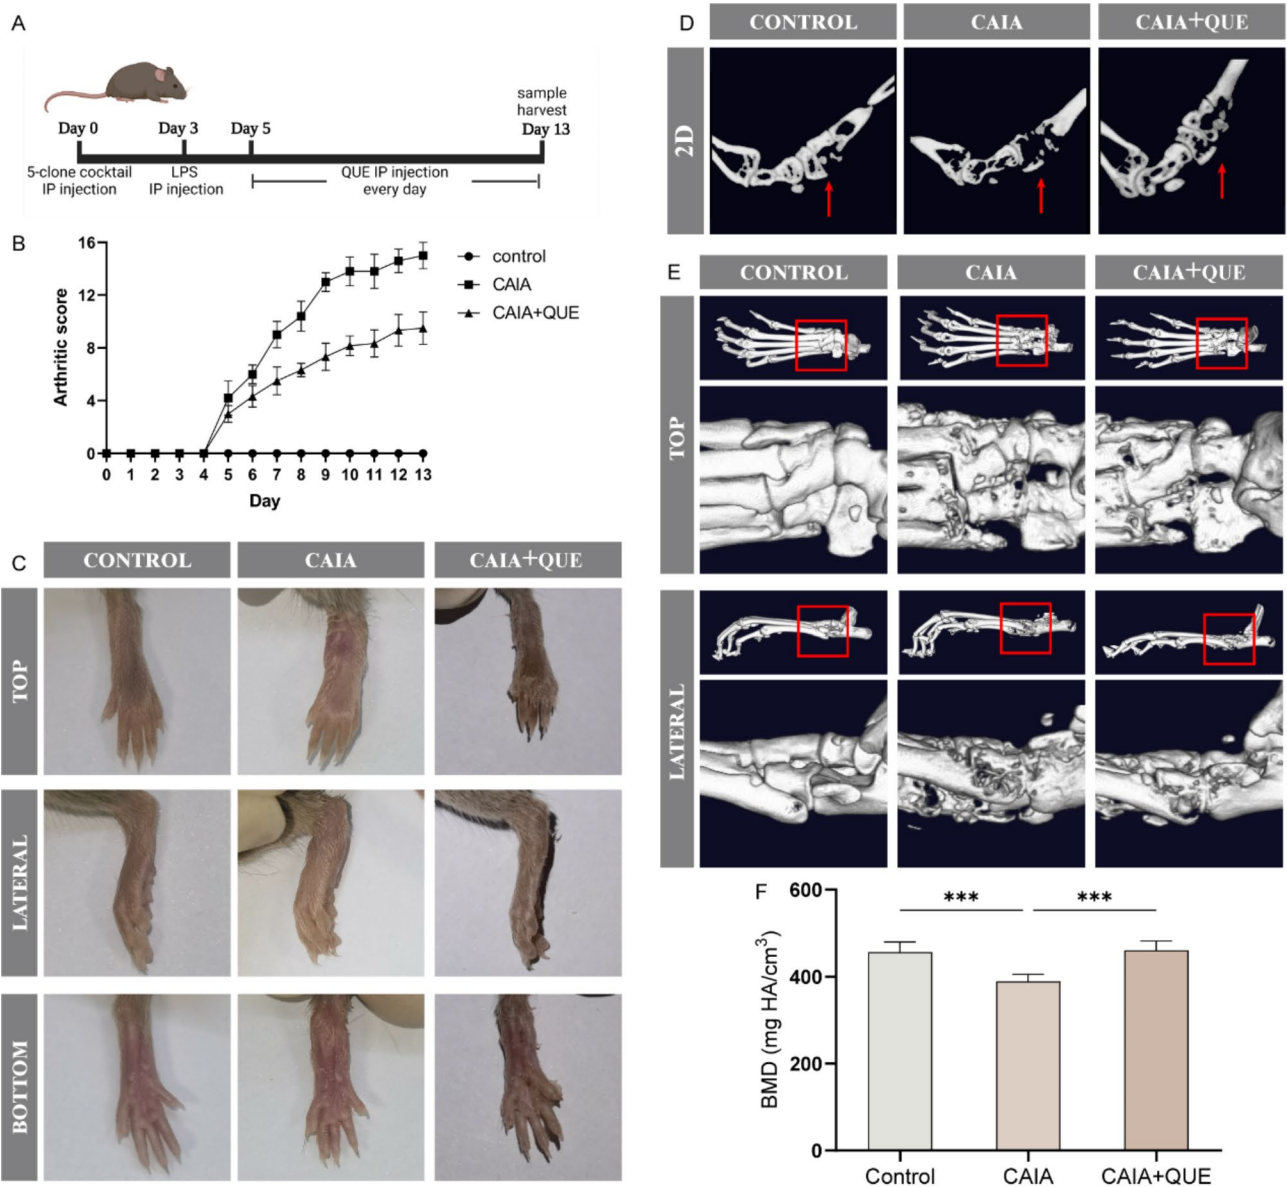 A
sample
harvest
Day 0
Day 3
Day 5
Day 13
5-clone cocktail
IP injection
LPS
IP injection
QUE IP injection
every day
B
Arthritic score
16
12
8
4
0
0 1 2 3 4 5 6 7 8 9 10 11 12 13
Day
control
CAIA
CAIA+QUE
C
CONTROL
CAIA
CAIA+QUE
TOP
LATERAL
BOTTOM
D
CONTROL
CAIA
CAIA+QUE
2D
E
CONTROL
CAIA
CAIA+QUE
TOP
LATERAL
F
BMD (mg HA/cm³)
600
400
200
0
***
***
Control
CAIA
CAIA+QUE